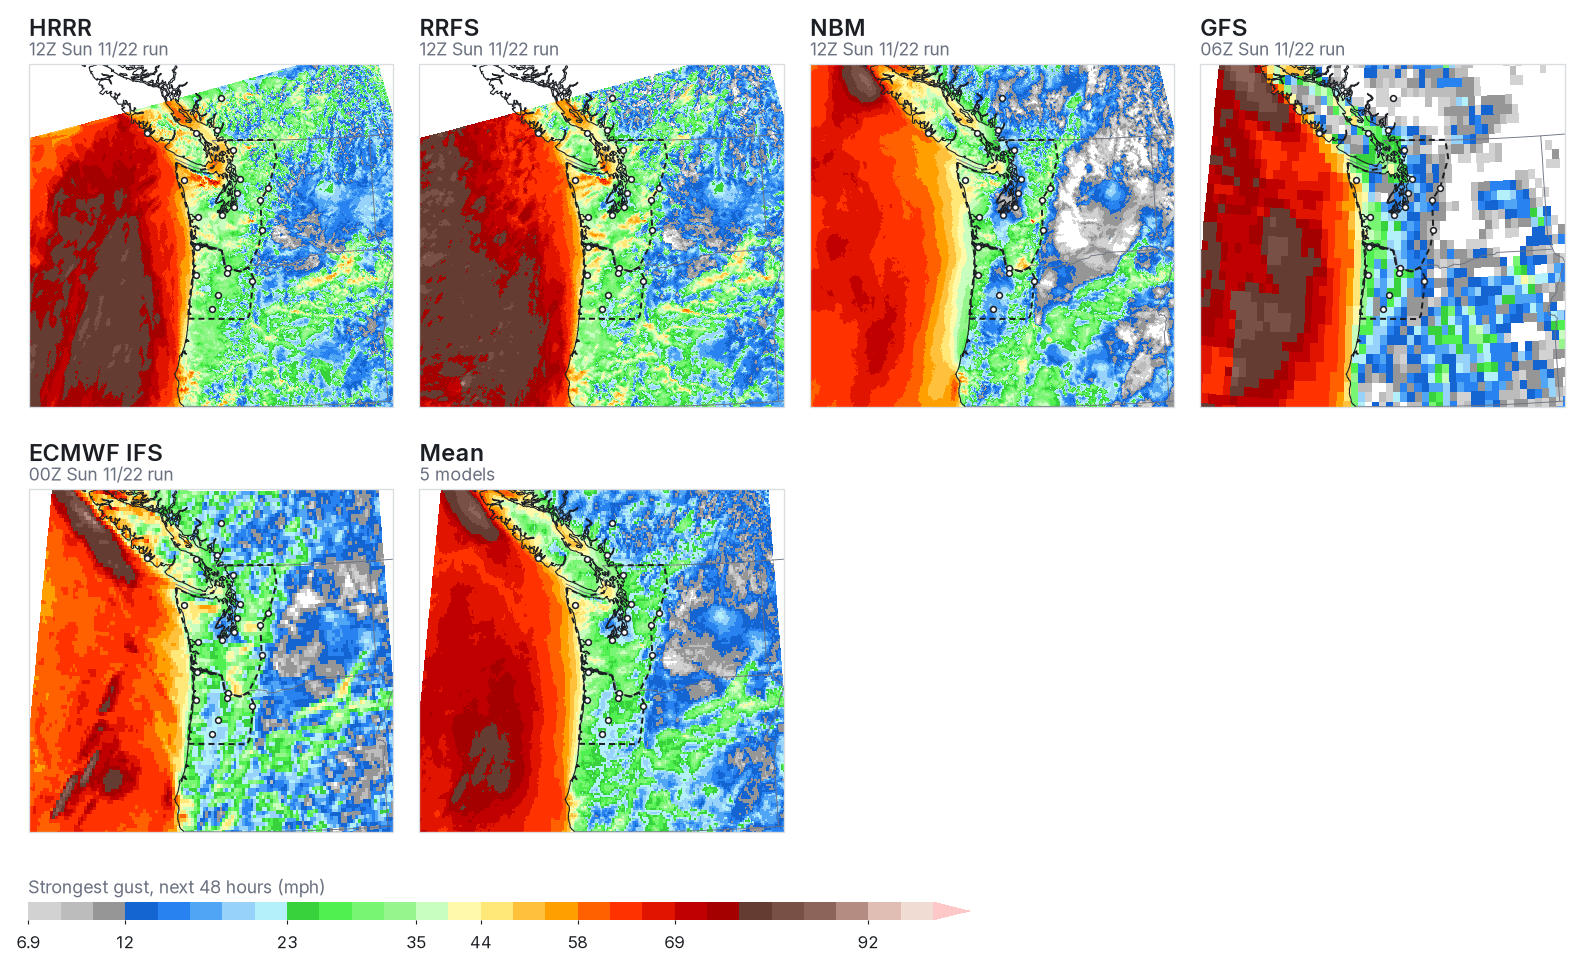 HRRR
12Z Sun 11/22 run
RRFS
12Z Sun 11/22 run
NBM
12Z Sun 11/22 run
GFS
06Z Sun 11/22 run
ECMWF IFS
00Z Sun 11/22 run
Mean
5 models
Strongest gust, next 48 hours (mph)
6.9 12 23 35 44 58 69 92